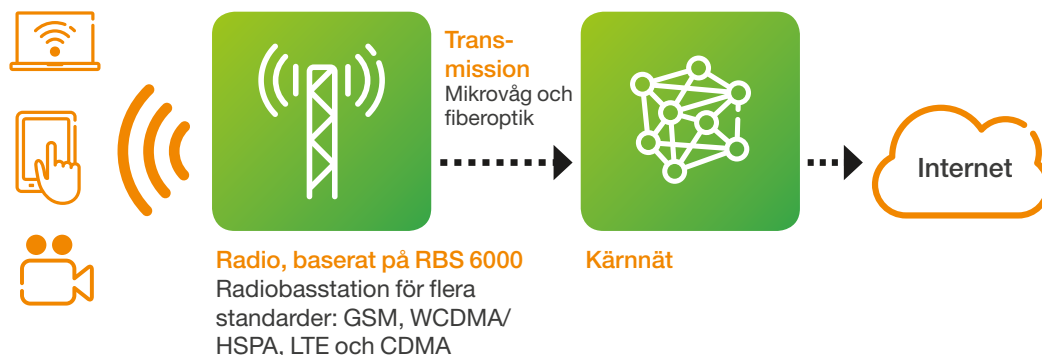 Trans-
mission
Mikrovåg och
fiberoptik
Internet
Radio, baserat på RBS 6000
Radiobasstation för flera
standarder: GSM, WCDMA/
HSPA, LTE och CDMA
Kärnnät